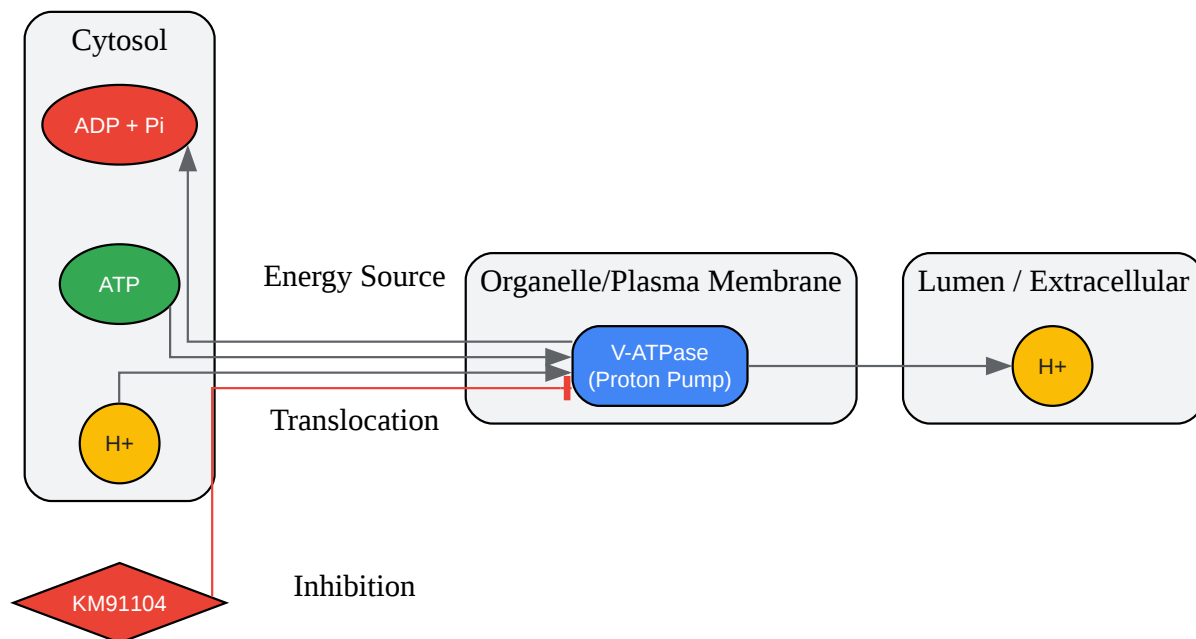 Cytosol
ADP + Pi
ATP
H+
Energy Source
Translocation
Organelle/Plasma Membrane
V-ATPase
(Proton Pump)
Lumen / Extracellular
H+
KM91104
Inhibition